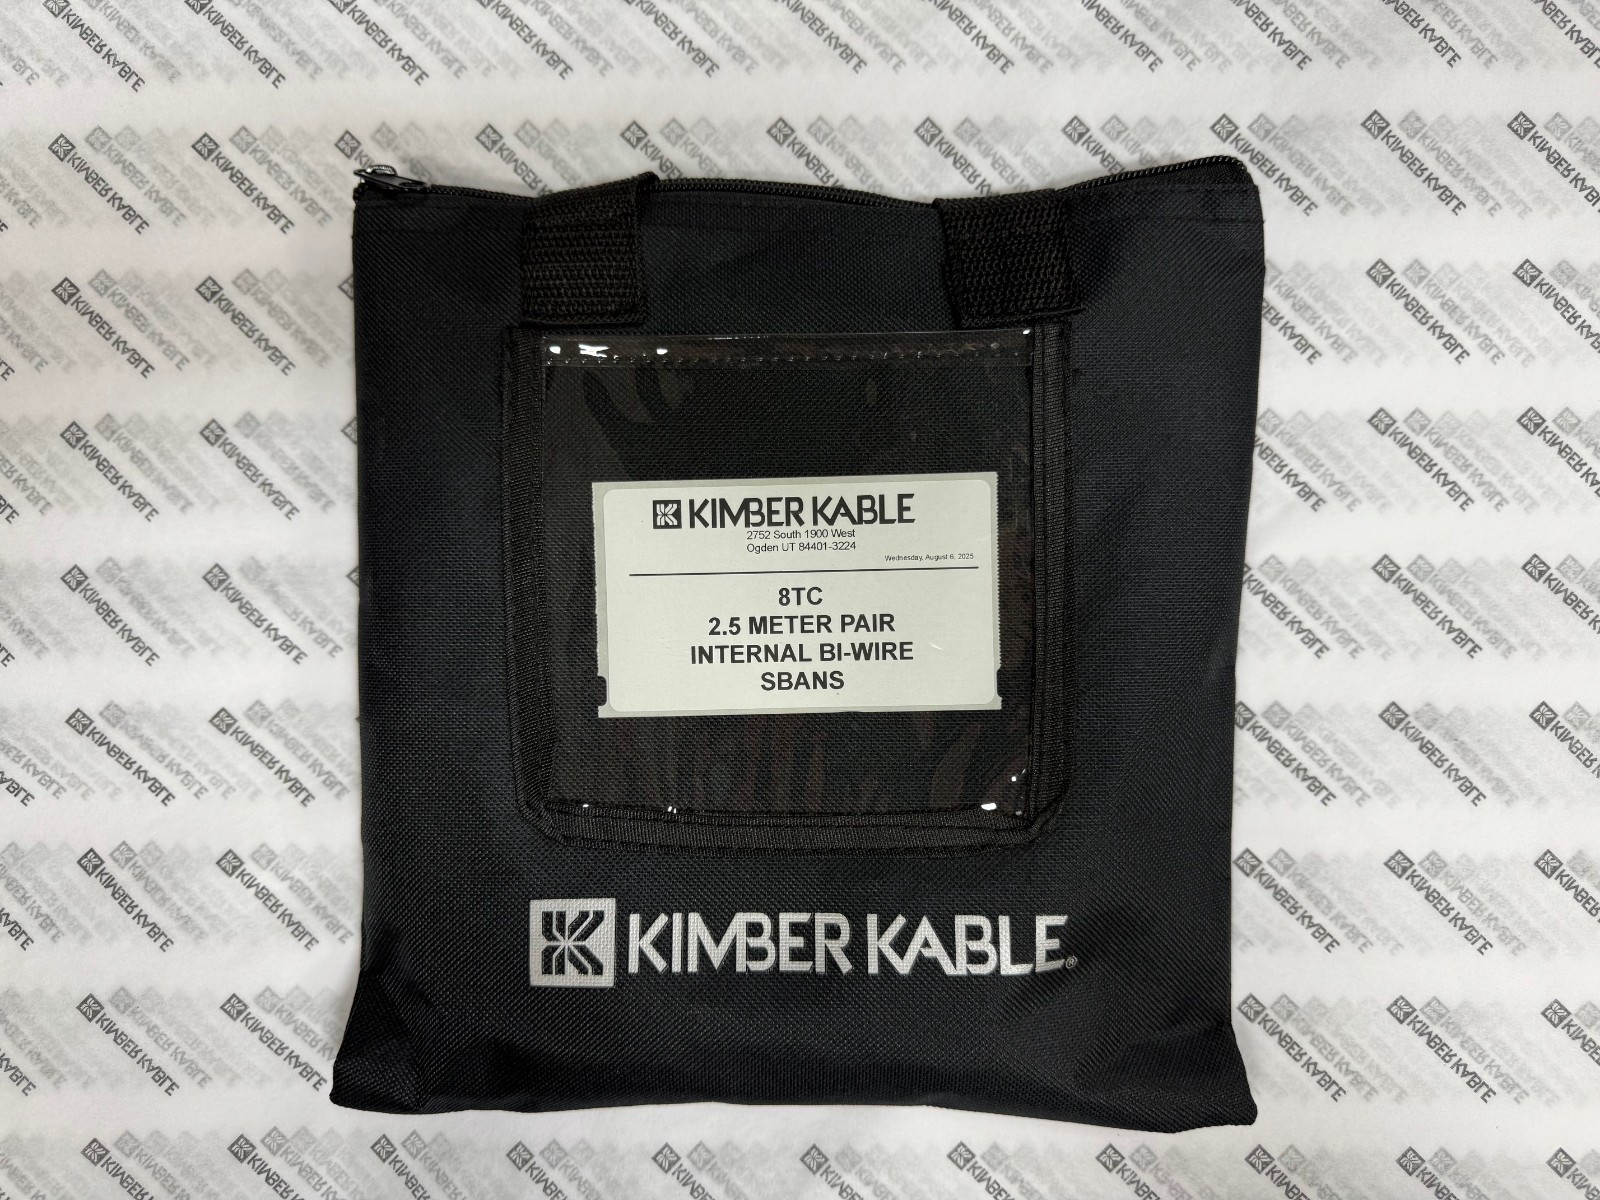 KIMBER KABLE
2752 South 1900 West
Ogden UT 84401-3224
Wednesday, August 6, 2025
8TC
2.5 METER PAIR
INTERNAL BI-WIRE
SBANS
KIMBER KABLE®